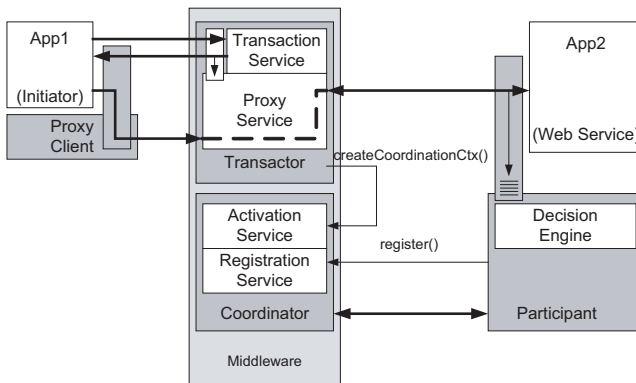 App1
(Initiator)
Proxy
Client
Transaction
Service
Proxy
Service
Transactor
createCoordinationCtx()
App2
(Web Service)
Activation
Service
Registration
Service
Coordinator
register()
Decision
Engine
Participant
Middleware